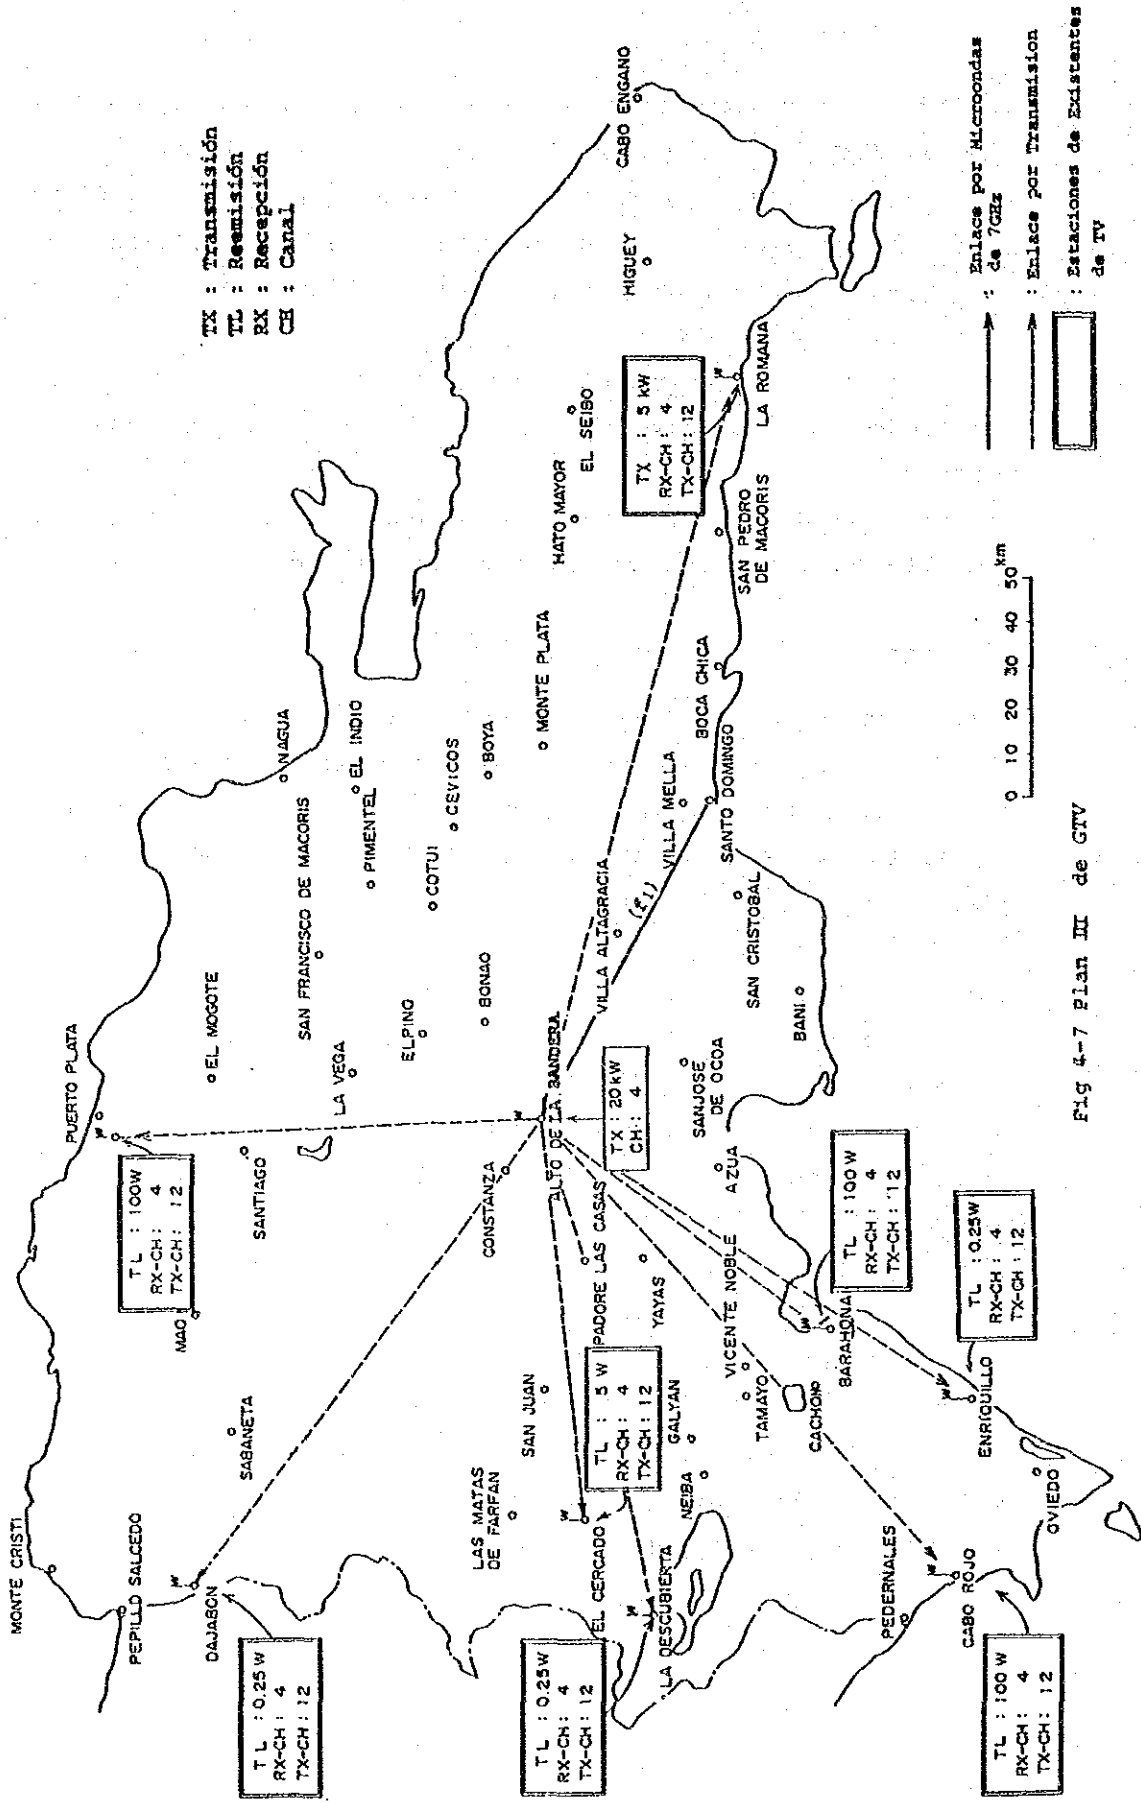 TX : Transmisión
TL : Reemisión
RX : Recepción
CH : Canal
MONTE CRISTI
PEPILLO SALCEDO
DAJABON
TL : 0.25 W
RX-CH : 4
TX-CH : 12
SABANETA
MAO
TL : 100W
RX-CH : 4
TX-CH : 12
PUERTO PLATA
SANTIAGO
EL MOGOTE
LA VEGA
SAN FRANCISCO DE MACORIS
NAGUA
PIMENTEL
EL INDIO
ELPINO
COTUI
CEVICOS
BONAO
BOYA
MONTE PLATA
HATO MAYOR
EL SEIBO
HIGUEY
CABO ENGANO
CONSTANZA
ALTO DE LA BANDERA
TX : 20 kW
CH : 4
VILLA ALTAGRACIA
(f1)
VILLA MELLA
SANTO DOMINGO
BOCA CHICA
SAN PEDRO
DE MACORIS
LA ROMANA
TX : 5 kW
RX-CH : 4
TX-CH : 12
LAS MATAS
DE FARFAN
SAN JUAN
PADORE LAS CASAS
YAYAS
SANJOSE
DE OCOA
SAN CRISTOBAL
BANI
AZUA
EL CERCADO
TL : 5 W
RX-CH : 4
TX-CH : 12
GALVAN
NEIBA
VICENTE NOBLE
TAMAYO
CACHON
BARAHONA
TL : 100 W
RX-CH : 4
TX-CH : 12
LA DESCUBIERTA
TL : 0.25W
RX-CH : 4
TX-CH : 12
PEDERNALES
CABO ROJO
TL : 100 W
RX-CH : 4
TX-CH : 12
OVIEDO
ENRIQUILLO
TL : 0.25W
RX-CH : 4
TX-CH : 12
0 10 20 30 40 50 km
: Enlace por Microondas
de 7GHz
: Enlace por Transmision
: Estaciones de Existentes
de TV
Fig 4-7 Plan III de GTV